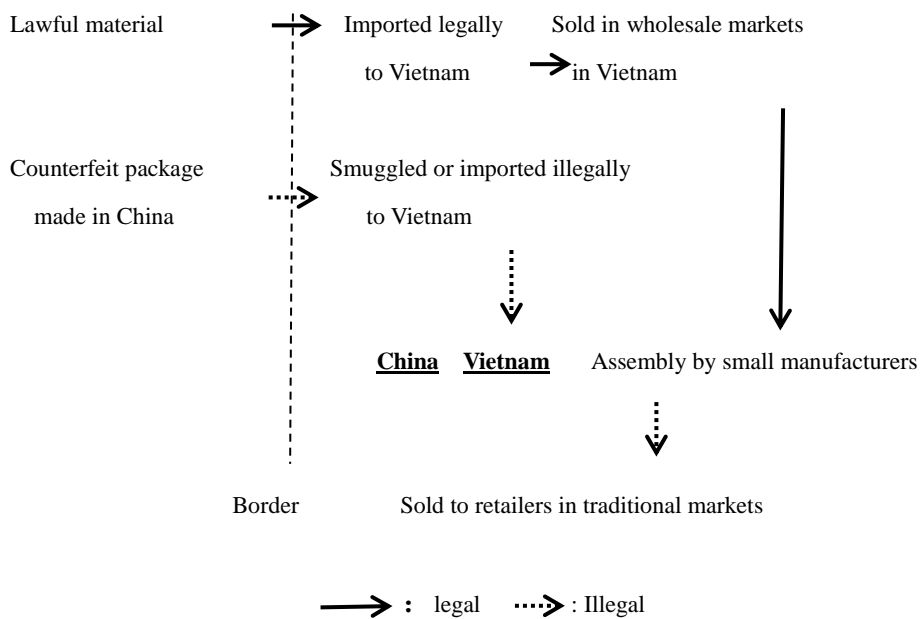 Lawful material
Imported legally
to Vietnam
Sold in wholesale markets
in Vietnam
Counterfeit package
made in China
Smuggled or imported illegally
to Vietnam
China Vietnam Assembly by small manufacturers
Border Sold to retailers in traditional markets
: legal : Illegal